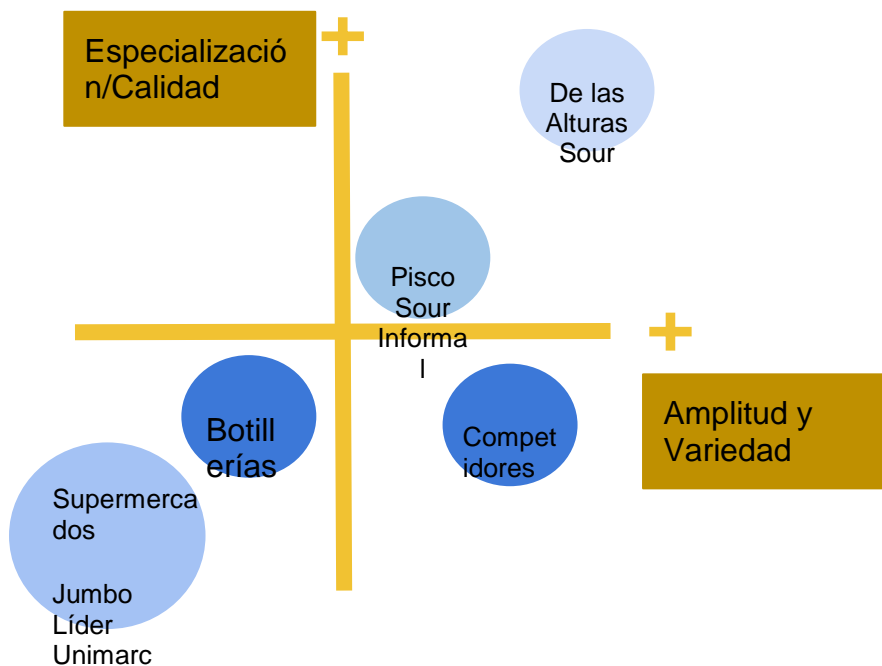 Especializació
n/Calidad
+
De las
Alturas
Sour
Pisco
Sour
Informa
l
+
Amplitud y
Variedad
Botill
erías
Compet
idores
Supermerca
dos
Jumbo
Líder
Unimarc